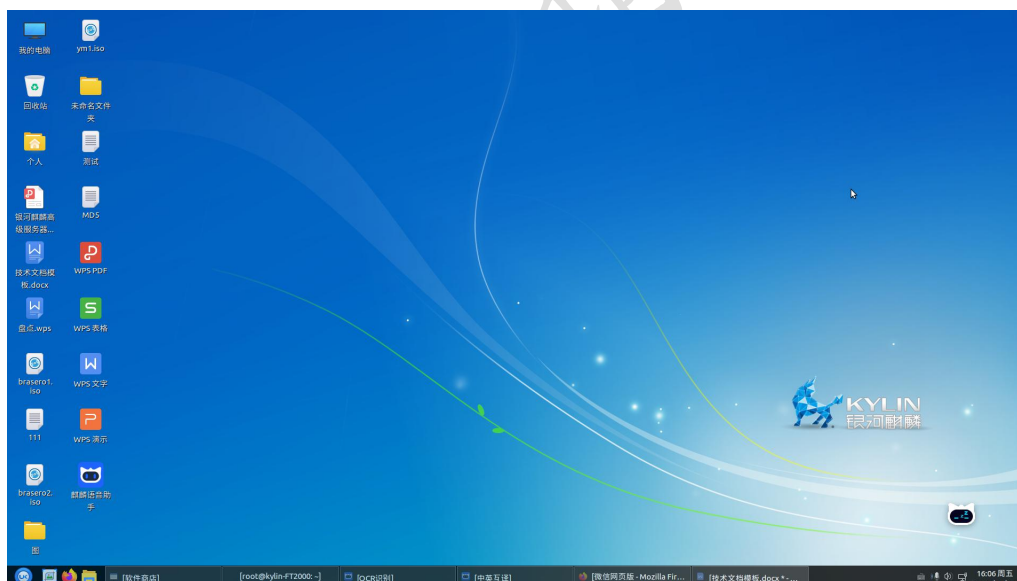 我的电脑
ym1.iso
回收站
未命名文件
夹
个人
测试
银河麒麟高
级服务器...
MD5
技术文档模
板.docx
WPS PDF
盘点.wps
WPS 表格
brasero1.
iso
WPS 文字
111
WPS 演示
brasero2.
iso
麒麟语音助
手
图
KYLIN
银河麒麟
[软件商店]
[root@kylin-FT2000: ~]
[OCR识别]
[中英互译]
[微信网页版 - Mozilla Fir...
[技术文档模板.docx * - ...
16:06 周五